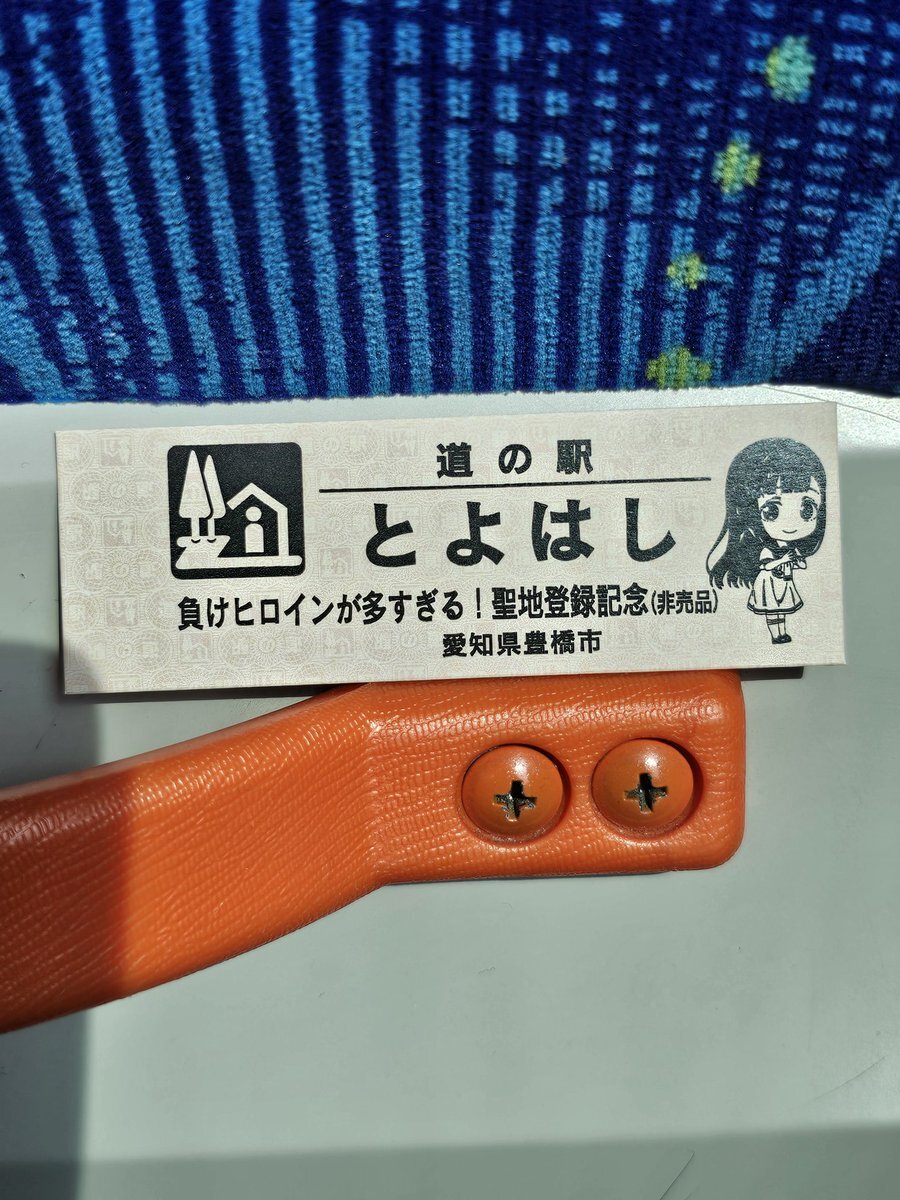 道の駅
とよはし
負けヒロインが多すぎる！聖地登録記念(非売品)
愛知県豊橋市